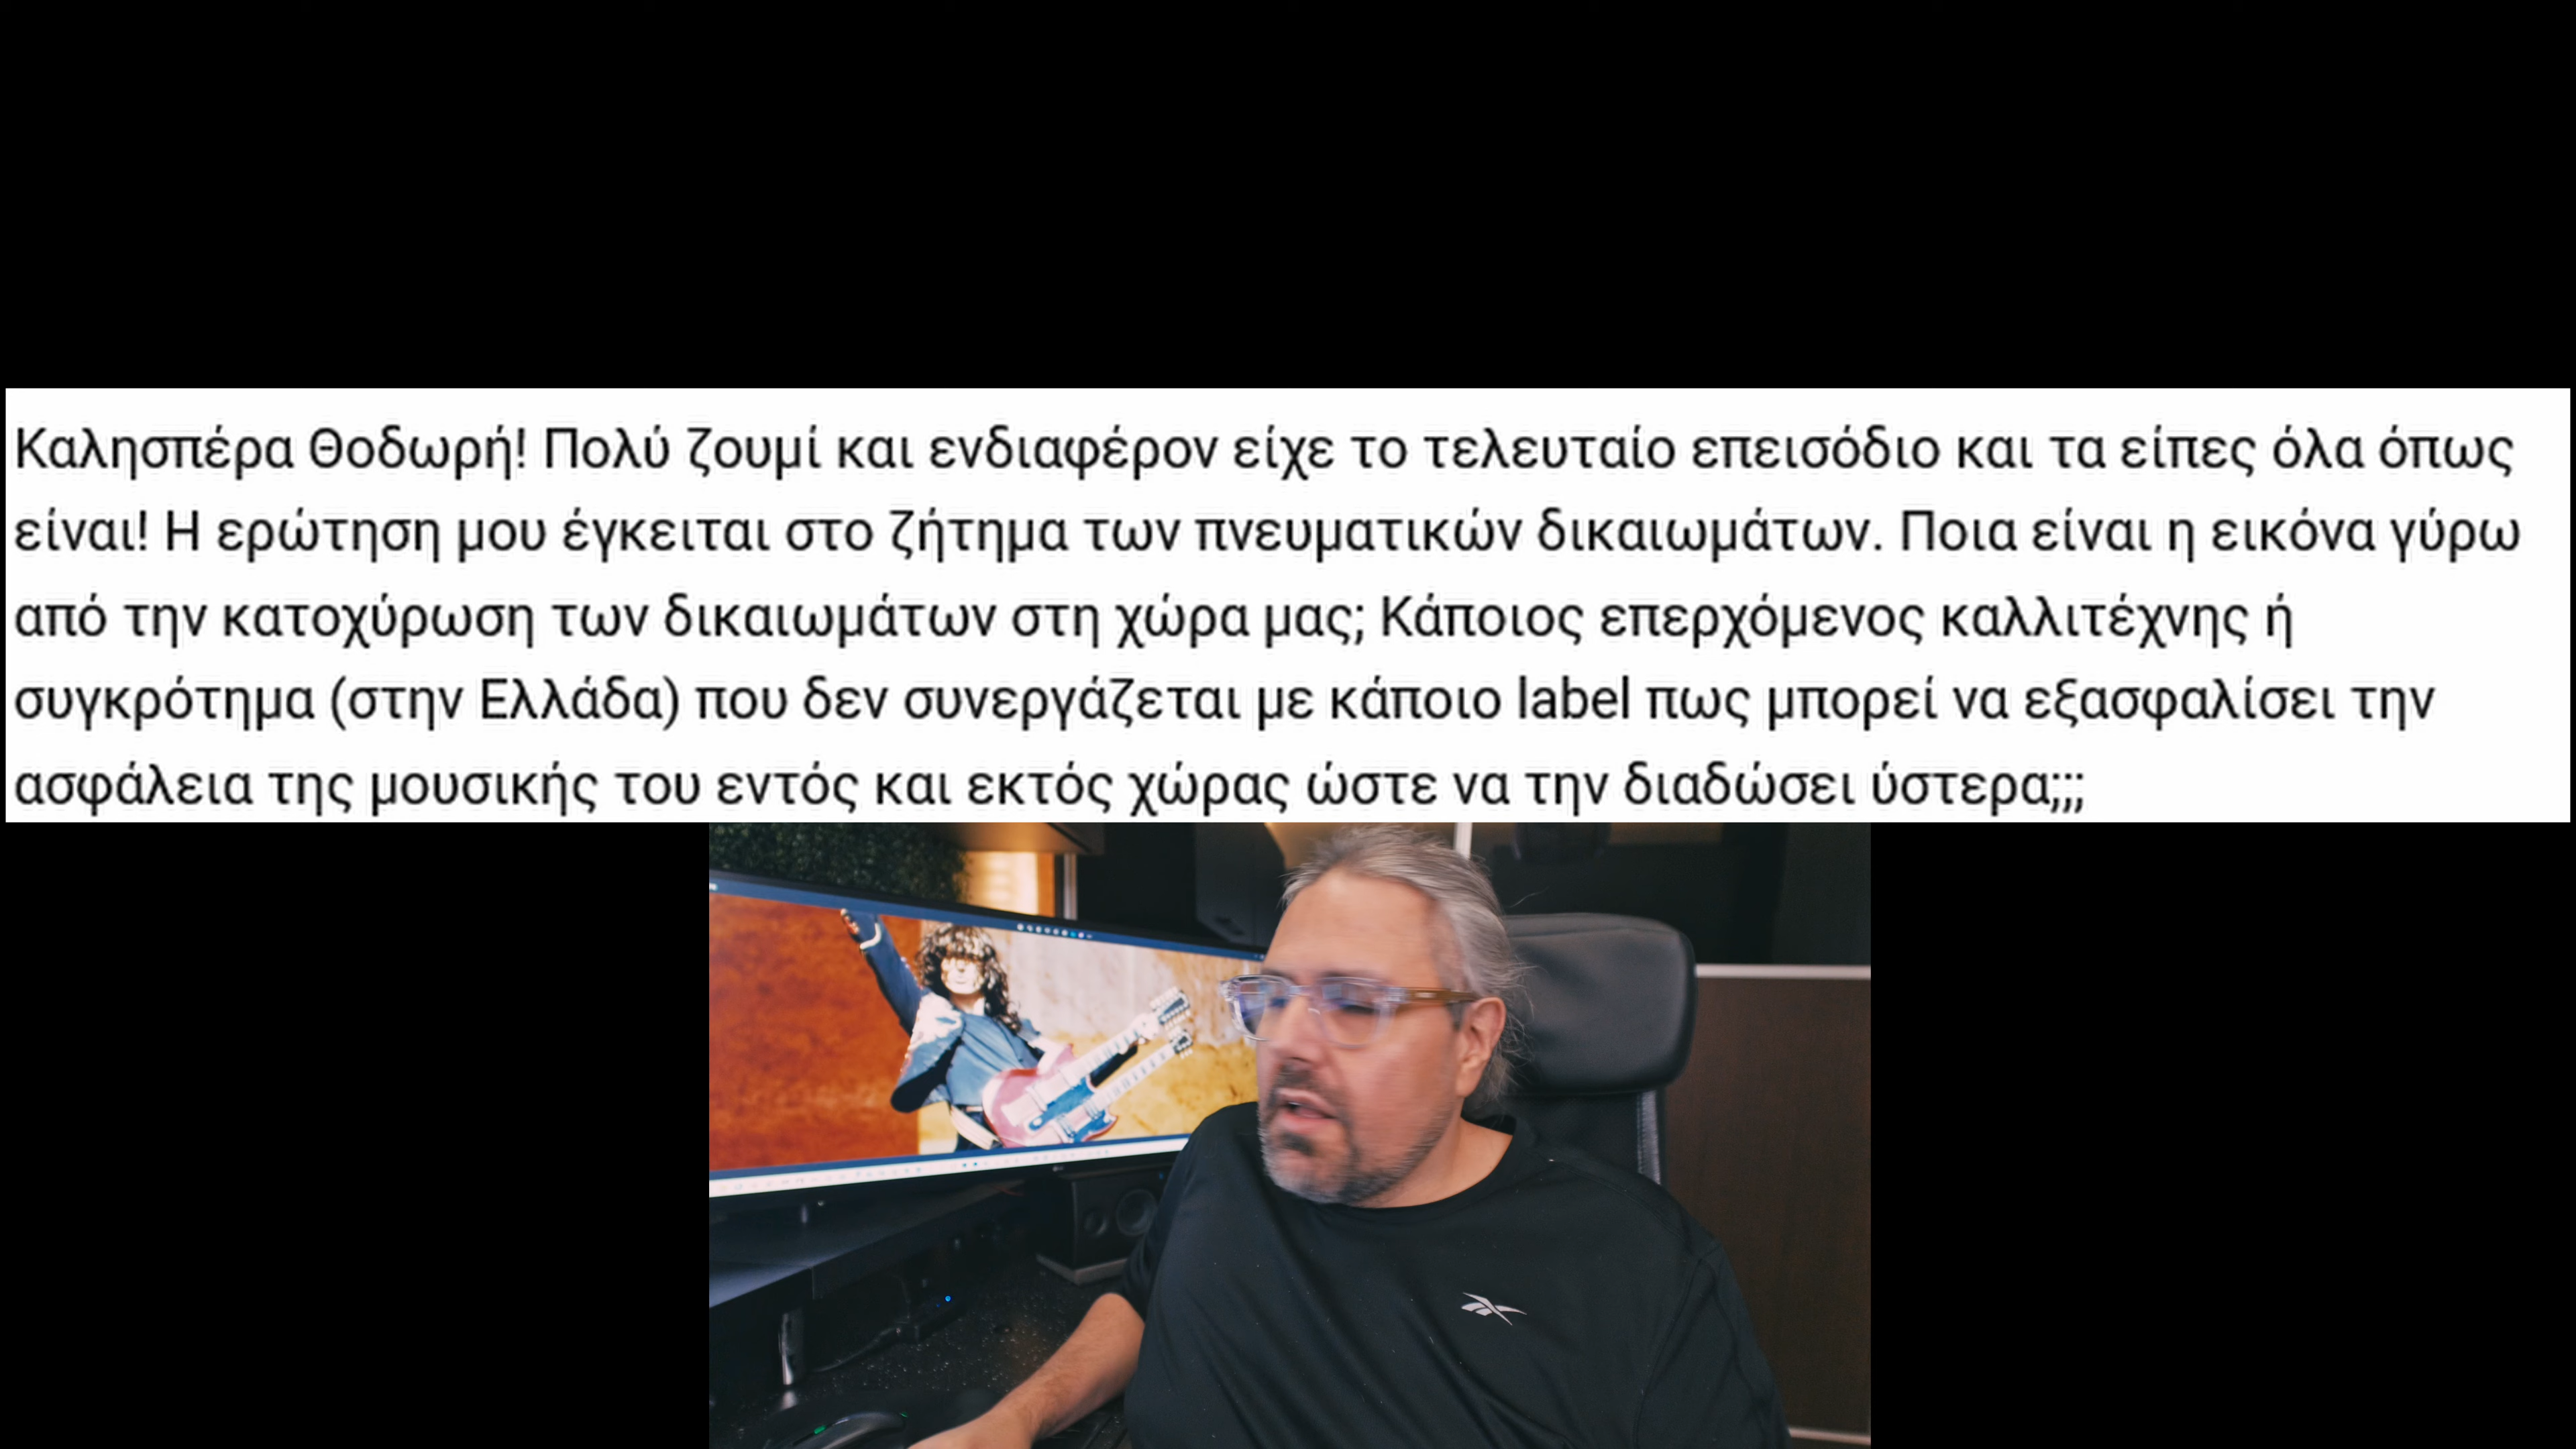 Καλησπέρα Θοδωρή! Πολύ ζουμί και ενδιαφέρον είχε το τελευταίο επεισόδιο και τα είπες όλα όπως
είναι! Η ερώτηση μου έγκειται στο ζήτημα των πνευματικών δικαιωμάτων. Ποια είναι η εικόνα γύρω
από την κατοχύρωση των δικαιωμάτων στη χώρα μας; Κάποιος επερχόμενος καλλιτέχνης ή
συγκρότημα (στην Ελλάδα) που δεν συνεργάζεται με κάποιο label πως μπορεί να εξασφαλίσει την
ασφάλεια της μουσικής του εντός και εκτός χώρας ώστε να την διαδώσει ύστερα;;;